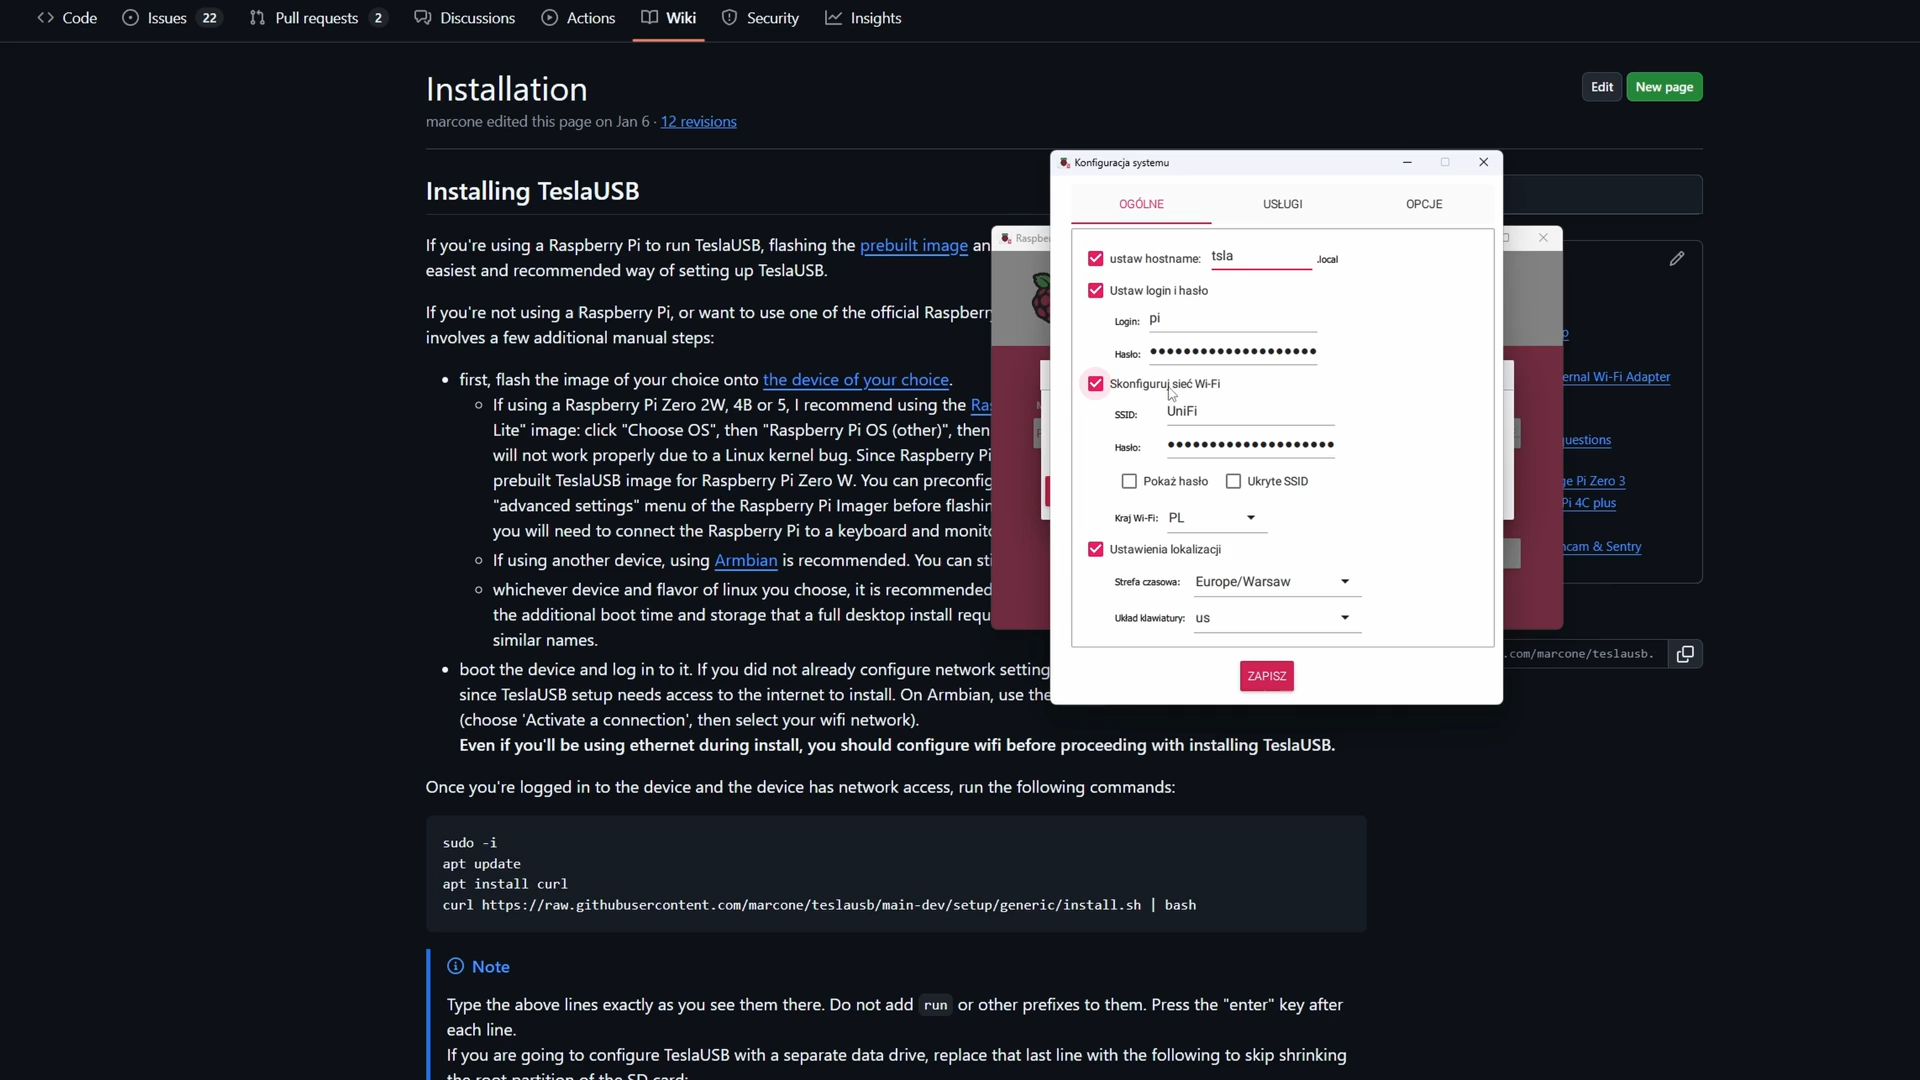 Code
Issues 22
Pull requests 2
Discussions
Actions
Wiki
Security
Insights
Installation
Edit
New page
marcone edited this page on Jan 6 · 12 revisions
Installing TeslaUSB
If you're using a Raspberry Pi to run TeslaUSB, flashing the prebuilt image an
easiest and recommended way of setting up TeslaUSB.
If you're not using a Raspberry Pi, or want to use one of the official Raspberr
involves a few additional manual steps:
• first, flash the image of your choice onto the device of your choice.
If using a Raspberry Pi Zero 2W, 4B or 5, I recommend using the Ras
Lite" image: click "Choose OS", then "Raspberry Pi OS (other)", then
will not work properly due to a Linux kernel bug. Since Raspberry Pi
prebuilt TeslaUSB image for Raspberry Pi Zero W. You can preconfig
"advanced settings" menu of the Raspberry Pi Imager before flashin
you will need to connect the Raspberry Pi to a keyboard and monito
If using another device, using Armbian is recommended. You can sti
whichever device and flavor of linux you choose, it is recommended
the additional boot time and storage that a full desktop install requ
similar names.
• boot the device and log in to it. If you did not already configure network setting
since TeslaUSB setup needs access to the internet to install. On Armbian, use the
(choose 'Activate a connection', then select your wifi network).
Even if you'll be using ethernet during install, you should configure wifi before proceeding with installing TeslaUSB.
Once you're logged in to the device and the device has network access, run the following commands:
sudo -i
apt update
apt install curl
curl https://raw.githubusercontent.com/marcone/teslausb/main-dev/setup/generic/install.sh | bash
Note
Type the above lines exactly as you see them there. Do not add run or other prefixes to them. Press the "enter" key after
each line.
If you are going to configure TeslaUSB with a separate data drive, replace that last line with the following to skip shrinking
the root partition of the SD card:
Raspbe
Konfiguracja systemu
OGÓLNE
USŁUGI
OPCJE
ustaw hostname: tsla .local
Ustaw login i hasło
Login: pi
Hasło: ••••••••••••••••••••
Skonfiguruj sieć Wi-Fi
SSID: UniFi
Hasło: ••••••••••••••••••••
Pokaż hasło Ukryte SSID
Kraj Wi-Fi: PL
Ustawienia lokalizacji
Strefa czasowa: Europe/Warsaw
Układ klawiatury: us
ZAPISZ
p
ernal Wi-Fi Adapter
uestions
ge Pi Zero 3
Pi 4C plus
hcam & Sentry
.com/marcone/teslausb.